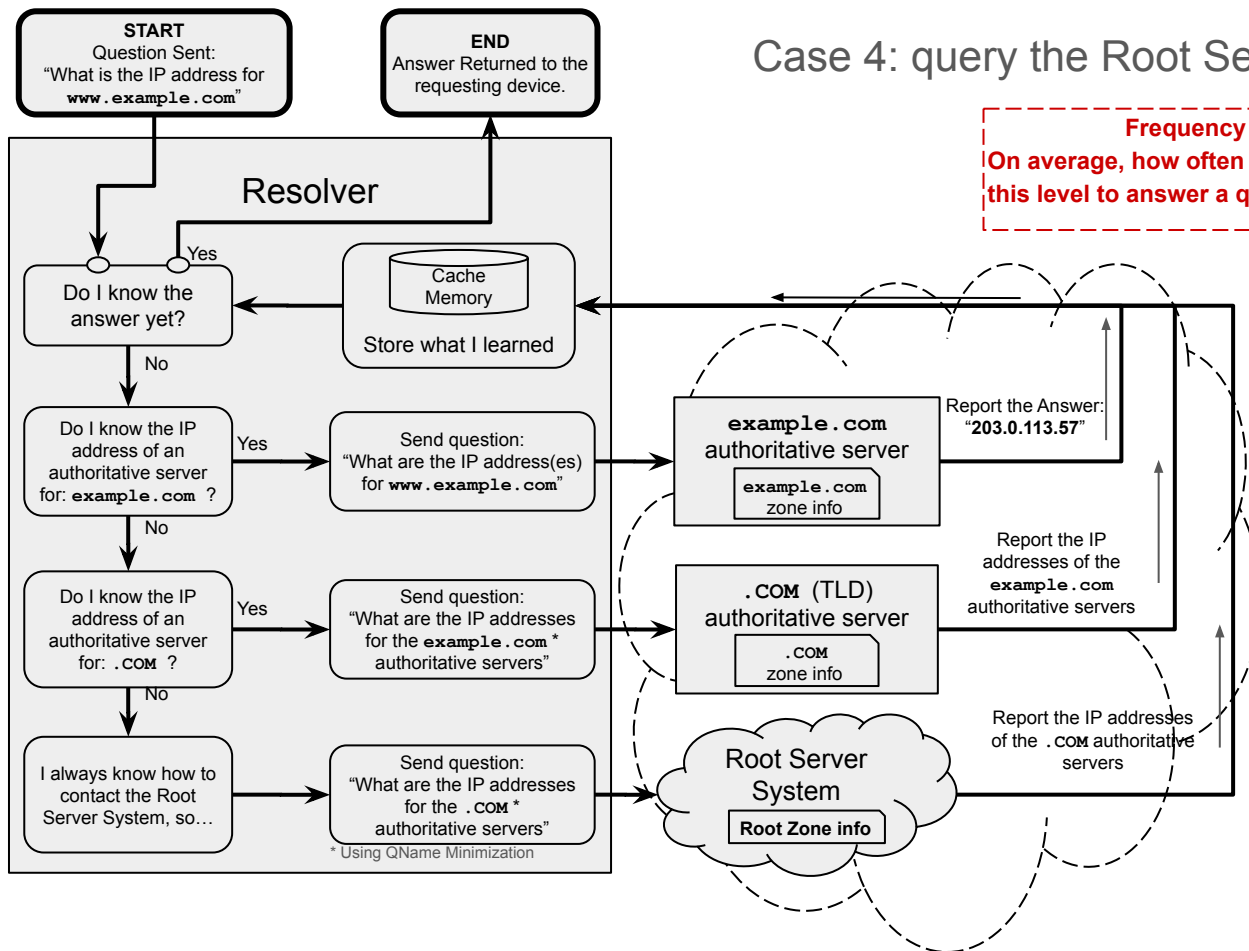 START
Question Sent:
“What is the IP address for
www.example.com”
END
Answer Returned to the
requesting device.
Case 4: query the Root Se
Frequency
On average, how often
this level to answer a q
Resolver
Yes
Do I know the
answer yet?
Cache
Memory
Store what I learned
No
Do I know the IP
address of an
authoritative server
for: example.com ?
Yes
Send question:
“What are the IP address(es)
for www.example.com”
example.com
authoritative server
example.com
zone info
Report the Answer:
“203.0.113.57”
No
Do I know the IP
address of an
authoritative server
for: .COM ?
Yes
Send question:
“What are the IP addresses
for the example.com *
authoritative servers”
.COM (TLD)
authoritative server
.COM
zone info
Report the IP
addresses of the
example.com
authoritative servers
No
I always know how to
contact the Root
Server System, so…
Send question:
“What are the IP addresses
for the .COM *
authoritative servers”
* Using QName Minimization
Root Server
System
Root Zone info
Report the IP addresses
of the .COM authoritative
servers